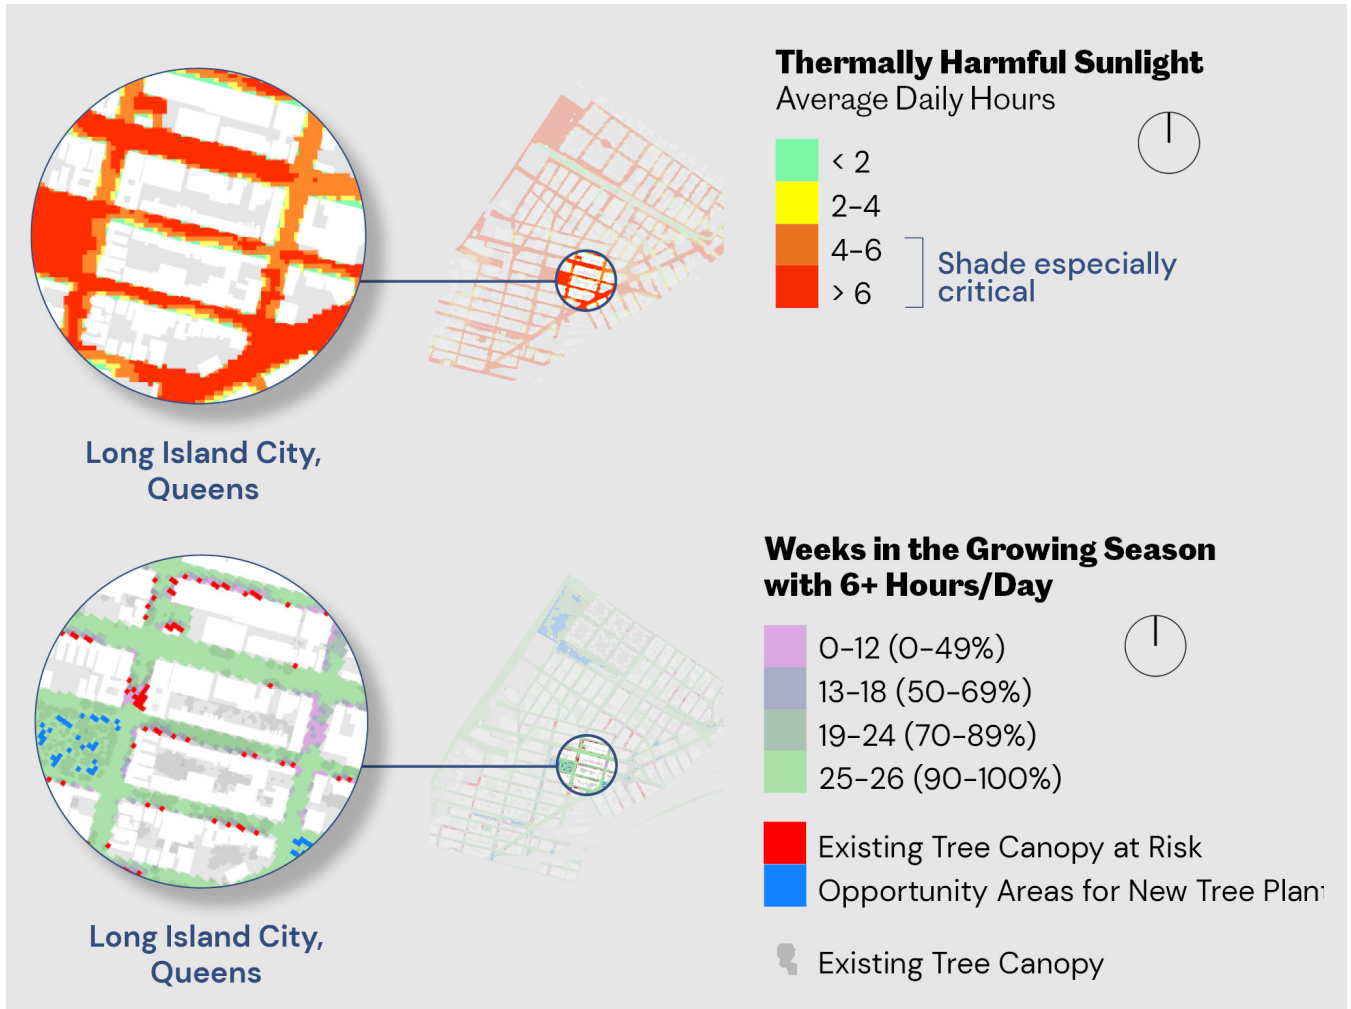 Thermally Harmful Sunlight
Average Daily Hours
< 2
2-4
4-6
> 6
Shade especially
critical
Long Island City,
Queens
Weeks in the Growing Season
with 6+ Hours/Day
0-12 (0-49%)
13-18 (50-69%)
19-24 (70-89%)
25-26 (90-100%)
Existing Tree Canopy at Risk
Opportunity Areas for New Tree Plant
Existing Tree Canopy
Long Island City,
Queens